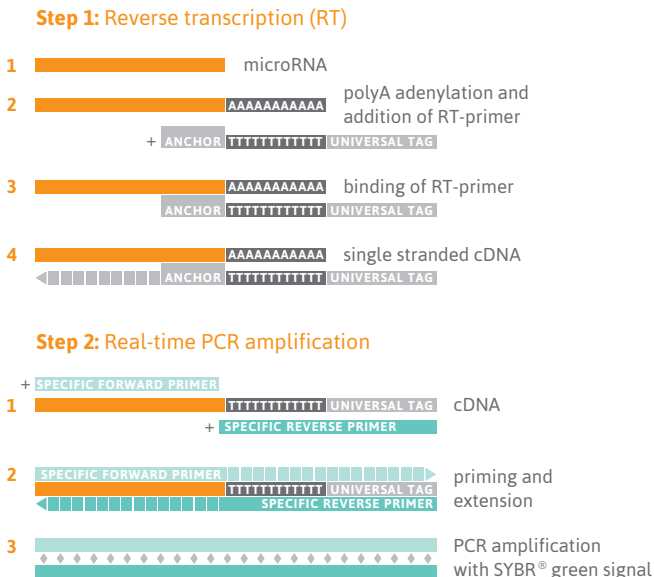 Step 1: Reverse transcription (RT)
1 microRNA
2 AAAAAAAAAAA polyA adenylation and
addition of RT-primer
+ ANCHOR TTTTTTTTTTTT UNIVERSAL TAG
3 AAAAAAAAAAA binding of RT-primer
ANCHOR TTTTTTTTTTTT UNIVERSAL TAG
4 AAAAAAAAAAA single stranded cDNA
ANCHOR TTTTTTTTTTTT UNIVERSAL TAG
Step 2: Real-time PCR amplification
+ SPECIFIC FORWARD PRIMER
1 TTTTTTTTTTTT UNIVERSAL TAG cDNA
+ SPECIFIC REVERSE PRIMER
2 SPECIFIC FORWARD PRIMER priming and
TTTTTTTTTTTT UNIVERSAL TAG extension
SPECIFIC REVERSE PRIMER
3 PCR amplification
with SYBR® green signal